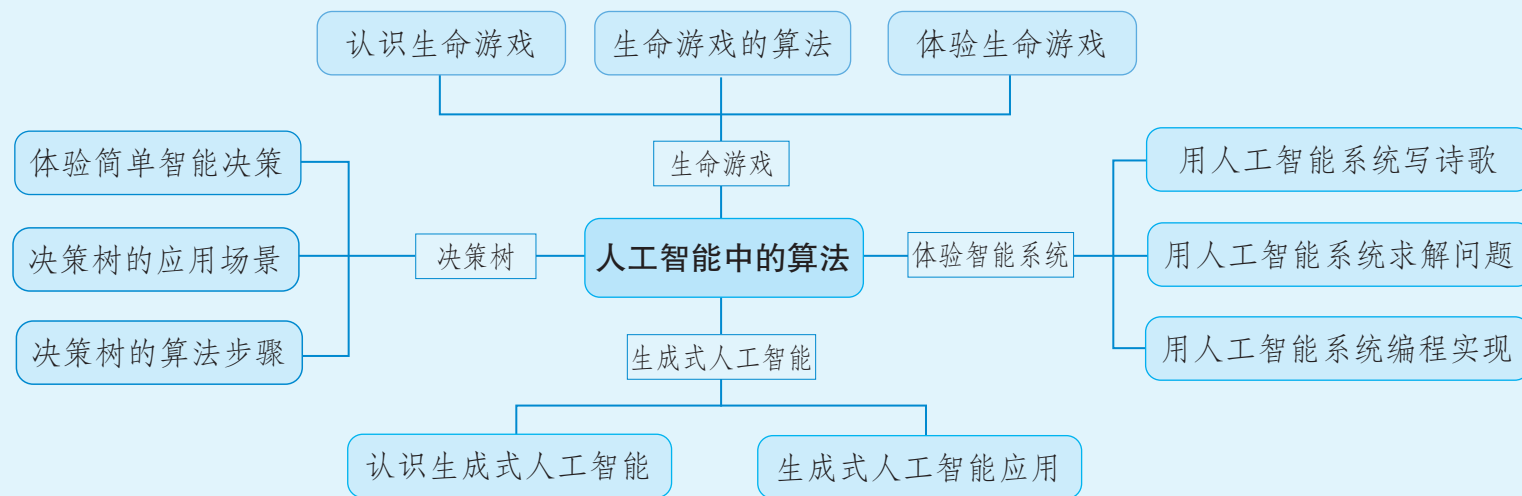 认识生命游戏
生命游戏的算法
体验生命游戏
生命游戏
体验简单智能决策
决策树的应用场景
决策树的算法步骤
决策树
人工智能中的算法
体验智能系统
用人工智能系统写诗歌
用人工智能系统求解问题
用人工智能系统编程实现
生成式人工智能
认识生成式人工智能
生成式人工智能应用